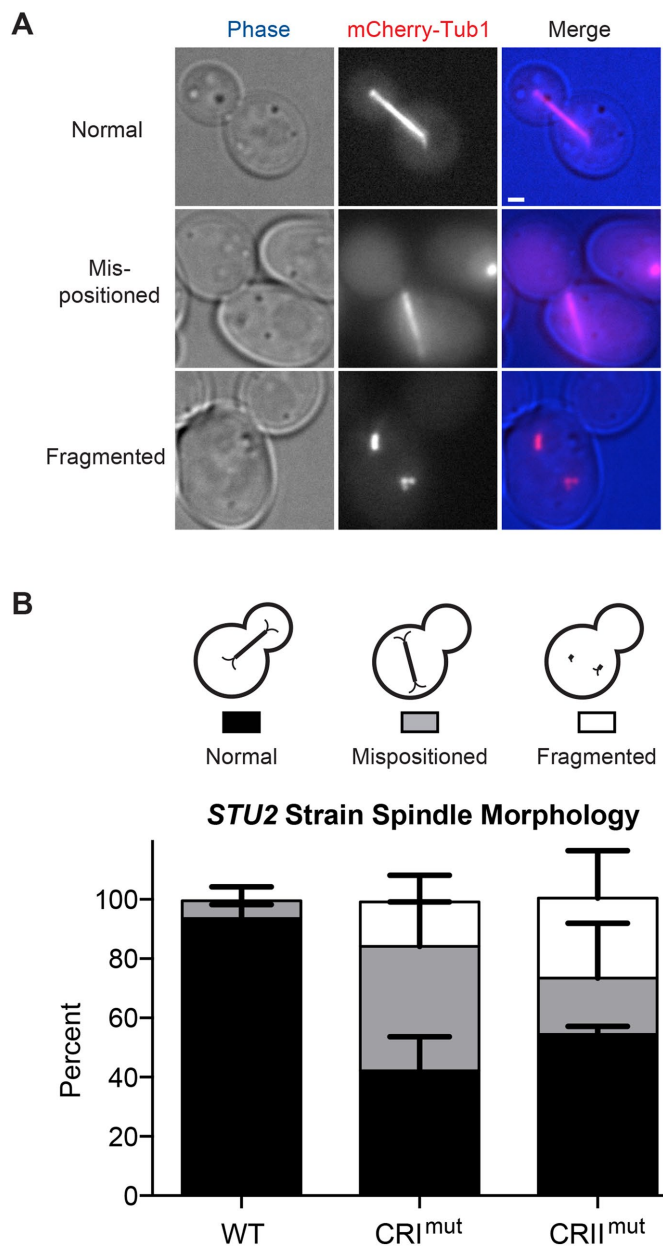 A
Phase mCherry-Tub1 Merge
Normal
Mis-
positioned
Fragmented
B
Normal Mispositioned Fragmented
STU2 Strain Spindle Morphology
Percent
100
80
60
40
20
0
WT CRI^mut CRII^mut